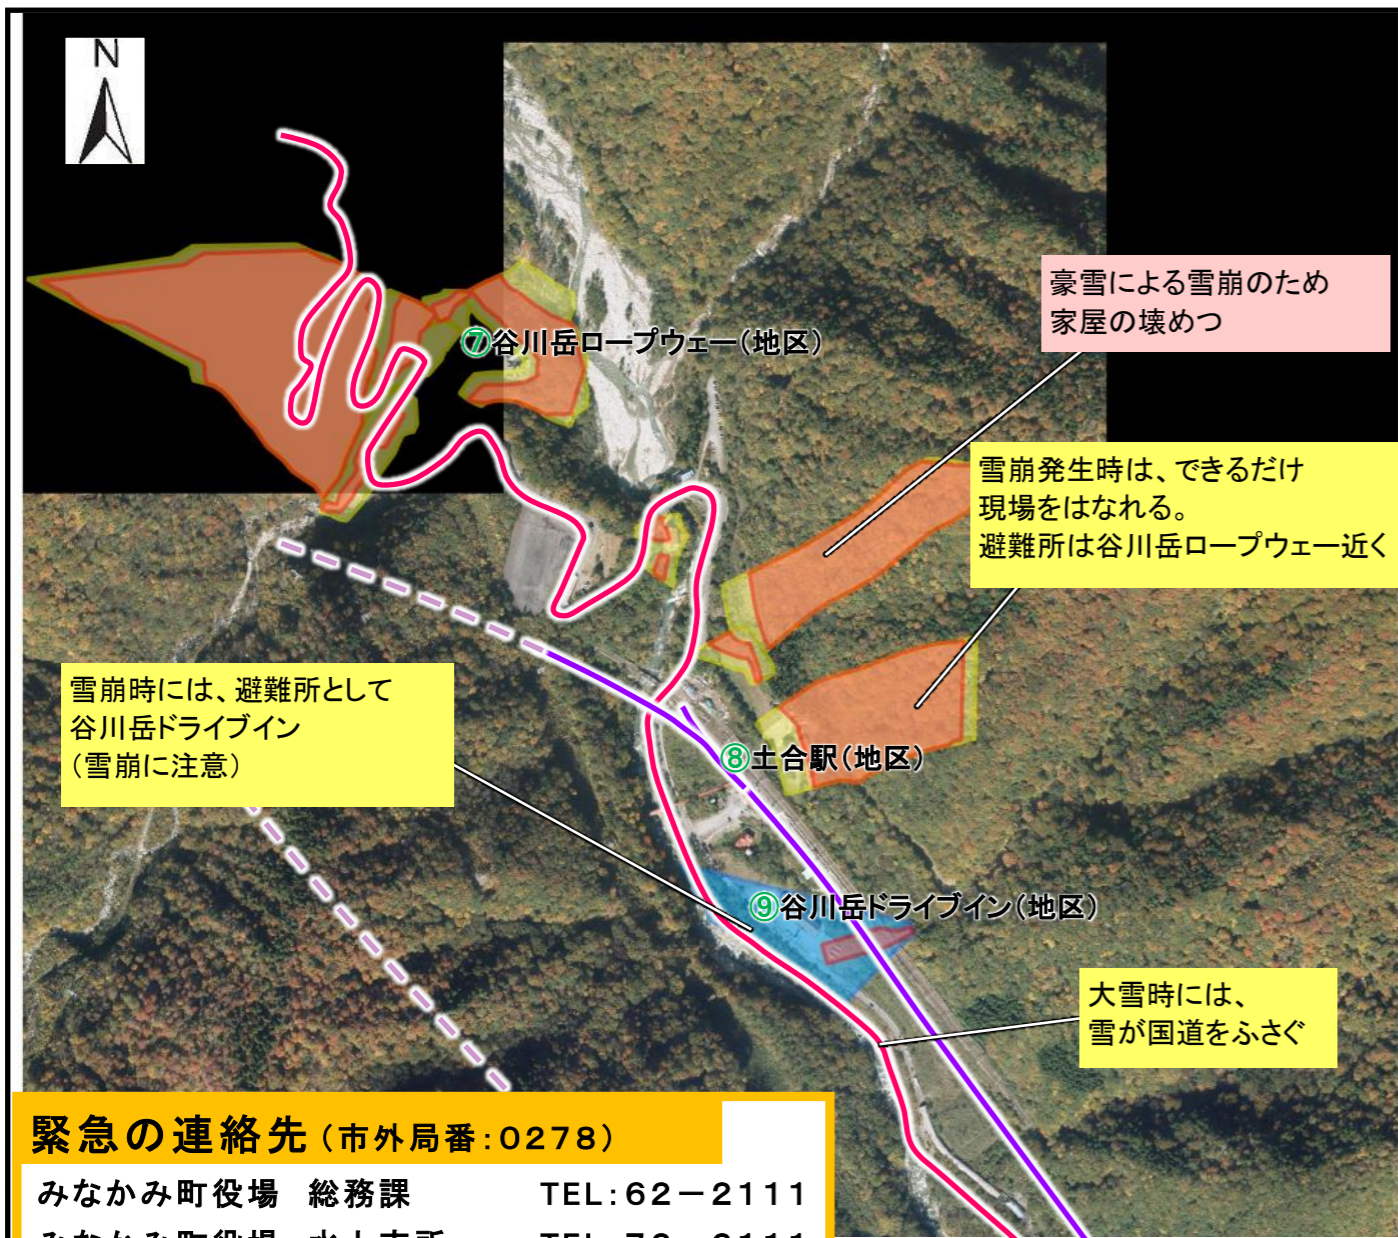 N
豪雪による雪崩のため
家屋の壊めつ
⑦谷川岳ロープウェー(地区)
雪崩発生時は、できるだけ
現場をはなれる。
避難所は谷川岳ロープウェー近く
雪崩時には、避難所として
谷川岳ドライブイン
(雪崩に注意)
⑧土合駅(地区)
⑨谷川岳ドライブイン(地区)
大雪時には、
雪が国道をふさぐ
緊急の連絡先(市外局番:0278)
みなかみ町役場 総務課 TEL:62-2111
みなかみ町役場